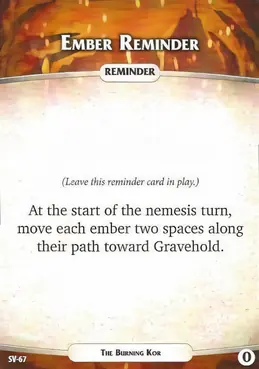 Ember Reminder
REMINDER
(Leave this reminder card in play.)
At the start of the nemesis turn,
move each ember two spaces along
their path toward Gravehold.
The Burning Kor
SV-67
0